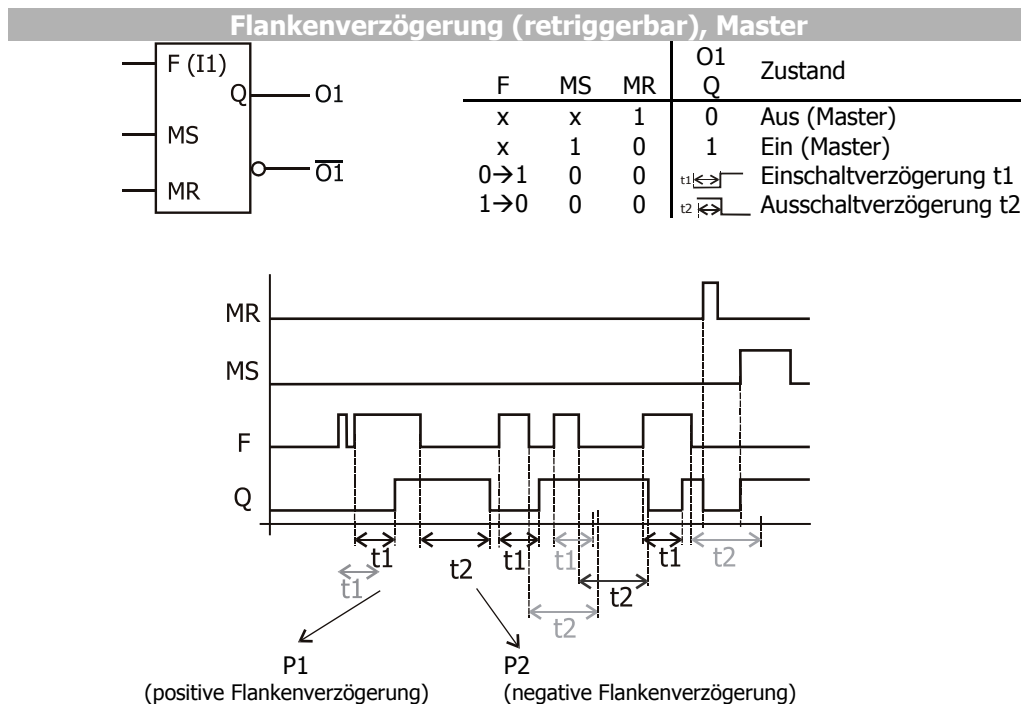 Flankenverzögerung (retriggerbar), Master
F (I1)
Q
O1
MS
O1
MR
O1
F MS MR Q Zustand
x x 1 0 Aus (Master)
x 1 0 1 Ein (Master)
0→1 0 0 t1 Einschaltverzögerung t1
1→0 0 0 t2 Ausschaltverzögerung t2
MR
MS
F
Q
t1 t2 t1 t1 t1 t2
t1 t2
t2
P1 P2
(positive Flankenverzögerung) (negative Flankenverzögerung)